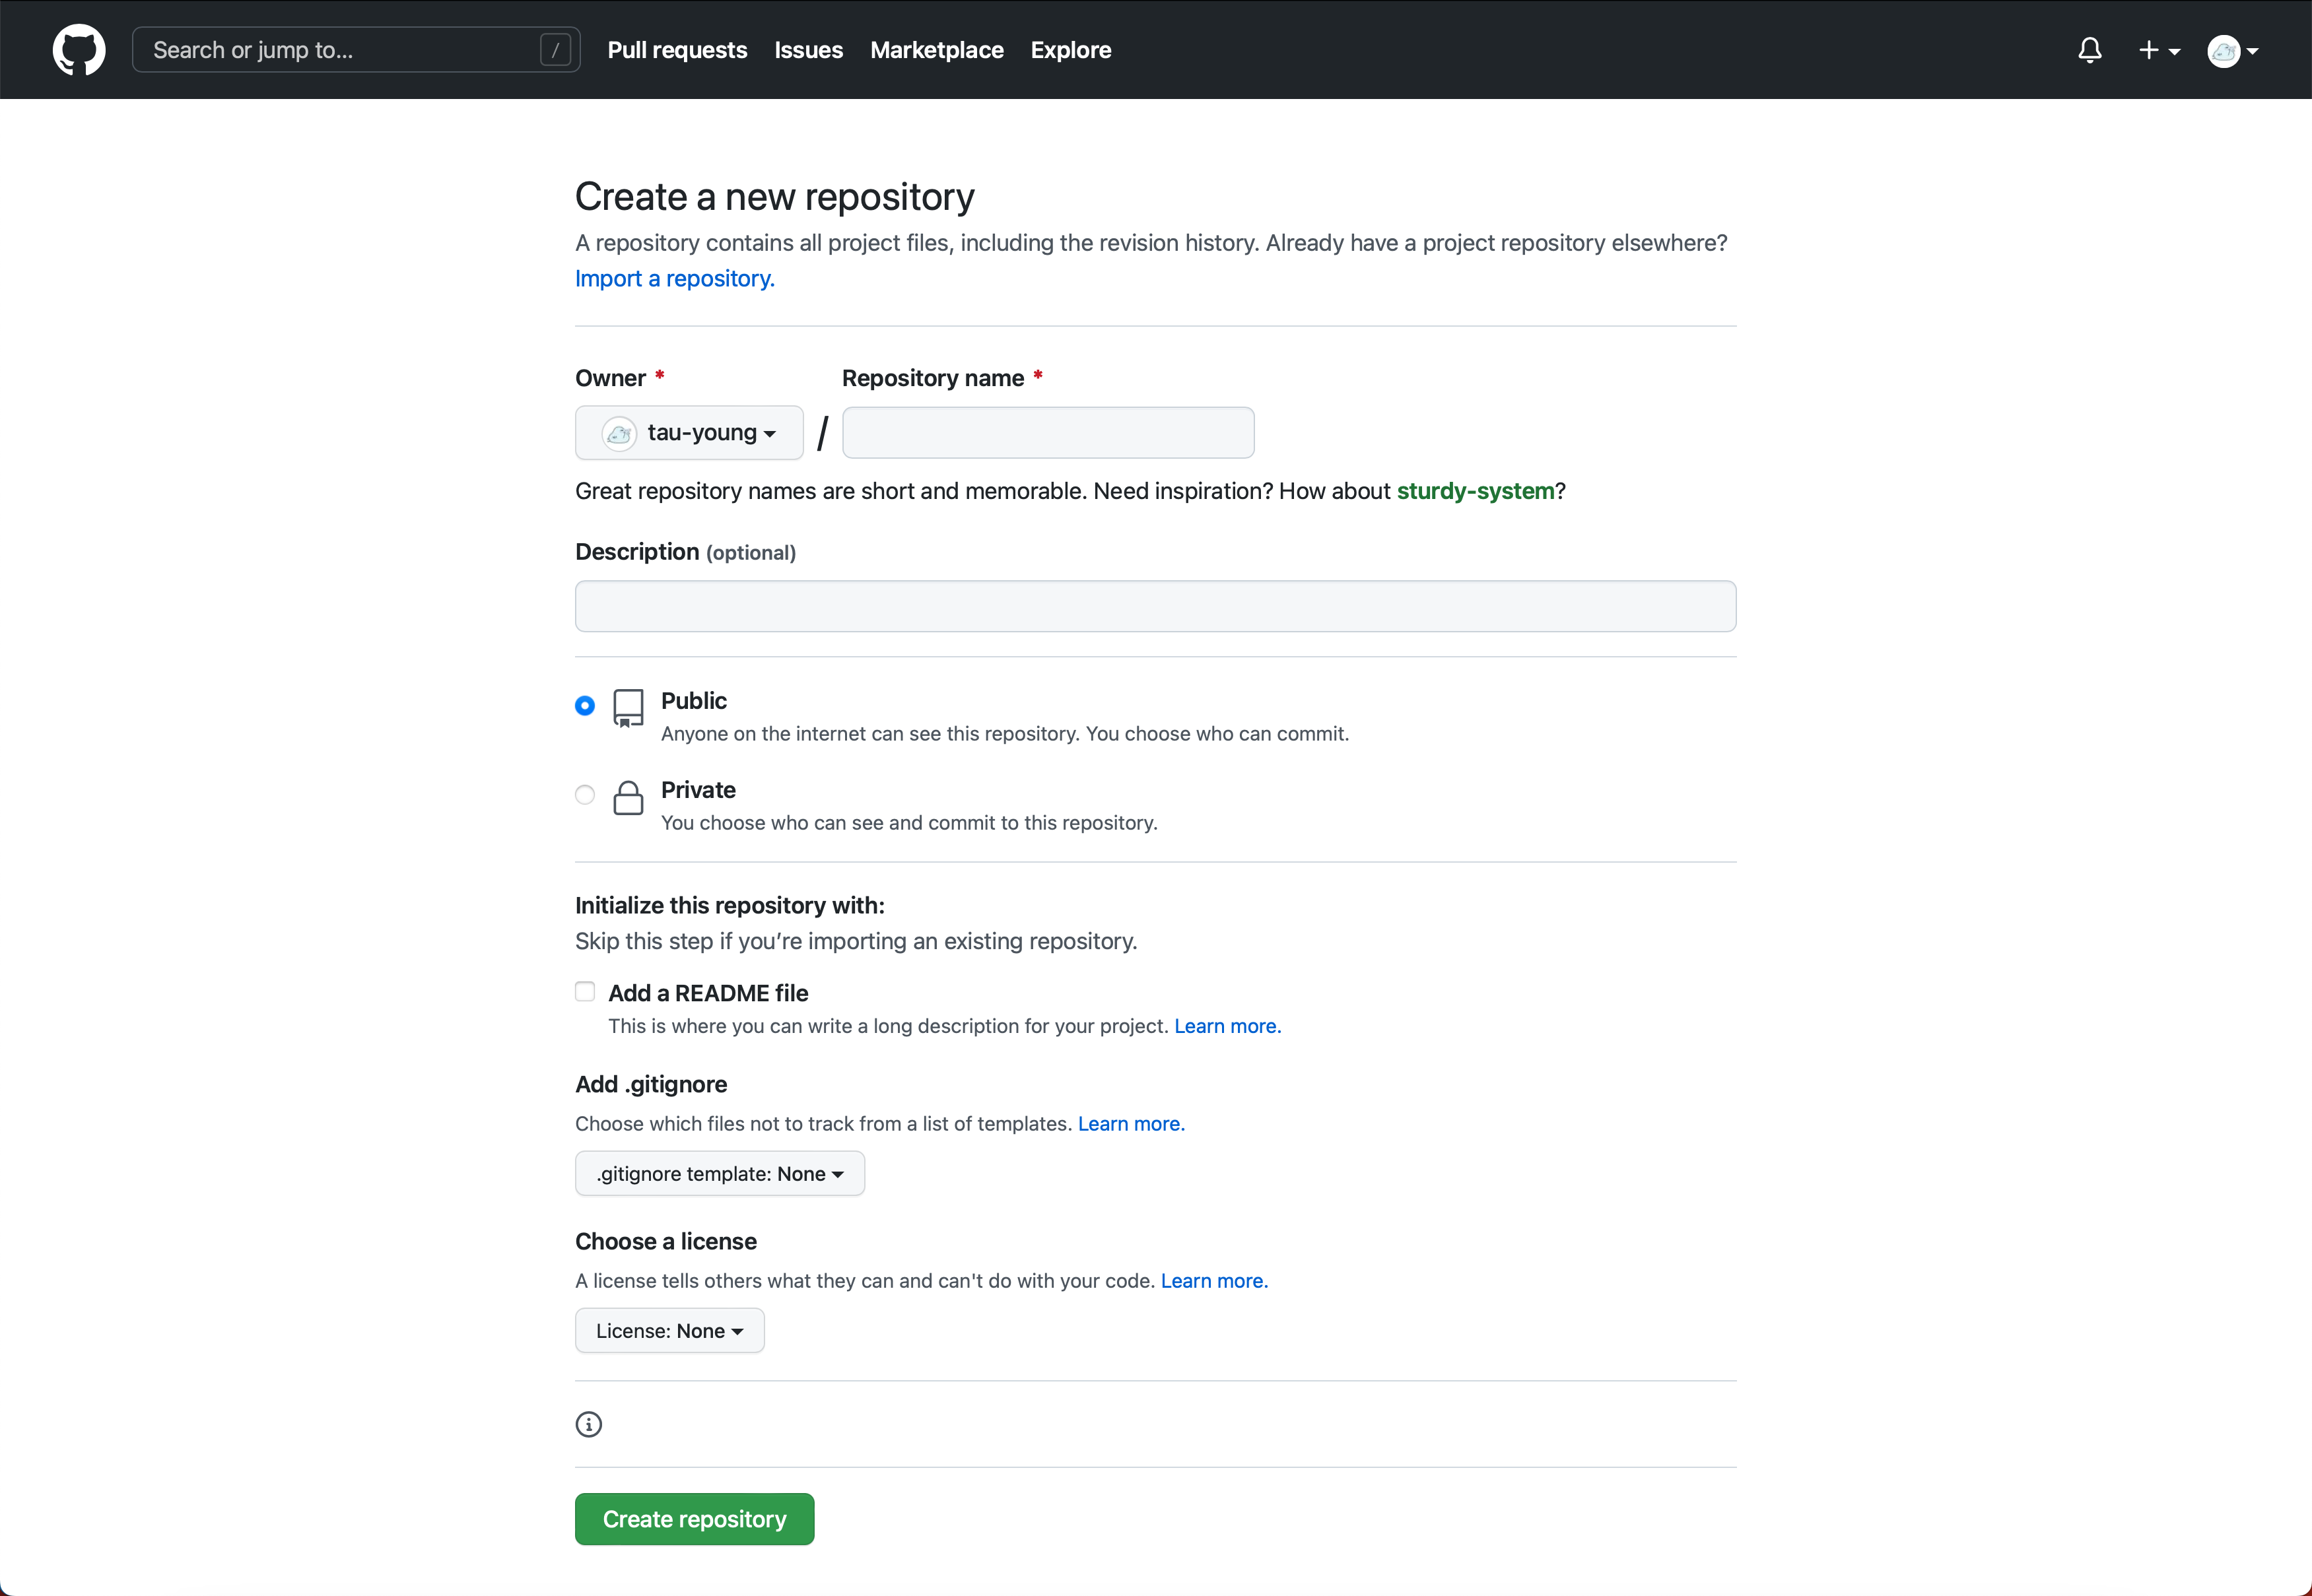 Search or jump to... / Pull requests Issues Marketplace Explore
Create a new repository
A repository contains all project files, including the revision history. Already have a project repository elsewhere?
Import a repository.
Owner * Repository name *
tau-young /
Great repository names are short and memorable. Need inspiration? How about sturdy-system?
Description (optional)
Public
Anyone on the internet can see this repository. You choose who can commit.
Private
You choose who can see and commit to this repository.
Initialize this repository with:
Skip this step if you’re importing an existing repository.
Add a README file
This is where you can write a long description for your project. Learn more.
Add .gitignore
Choose which files not to track from a list of templates. Learn more.
.gitignore template: None
Choose a license
A license tells others what they can and can't do with your code. Learn more.
License: None
Create repository